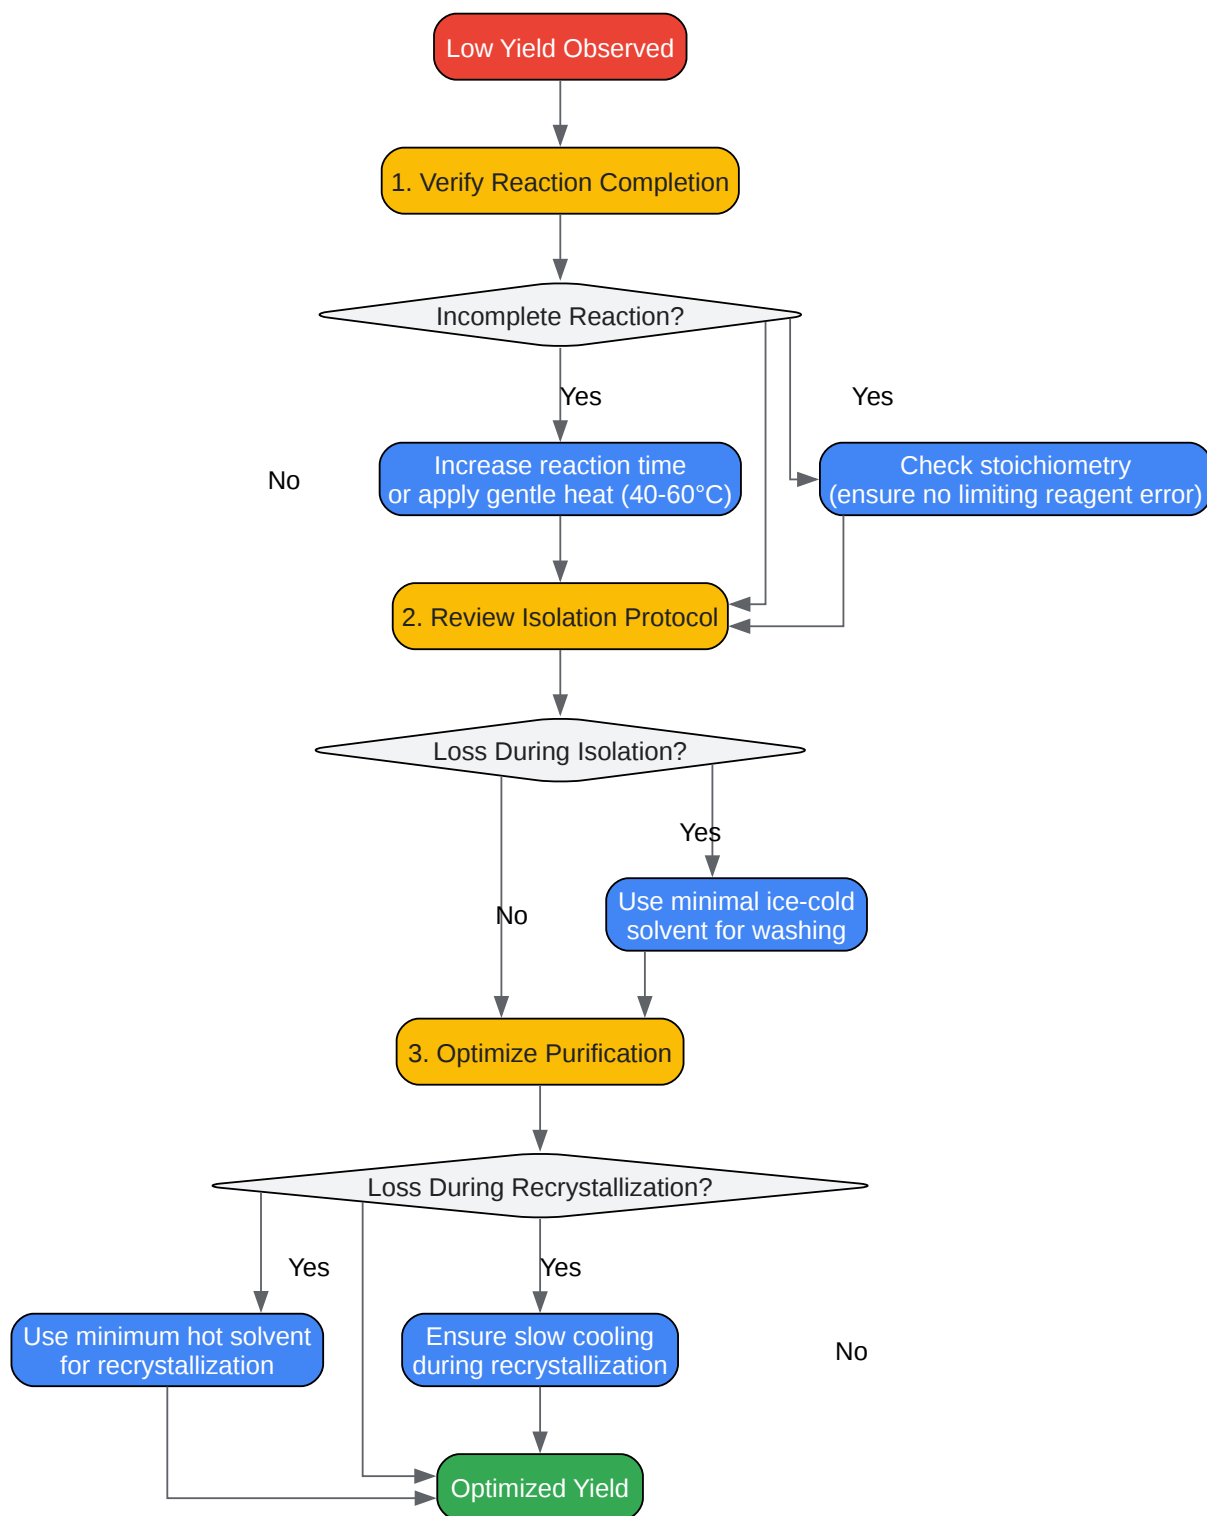 Low Yield Observed
1. Verify Reaction Completion
Incomplete Reaction?
Yes
Yes
No
Increase reaction time
or apply gentle heat (40-60°C)
Check stoichiometry
(ensure no limiting reagent error)
2. Review Isolation Protocol
Loss During Isolation?
Yes
No
Use minimal ice-cold
solvent for washing
3. Optimize Purification
Loss During Recrystallization?
Yes
Yes
Use minimum hot solvent
for recrystallization
Ensure slow cooling
during recrystallization
No
Optimized Yield